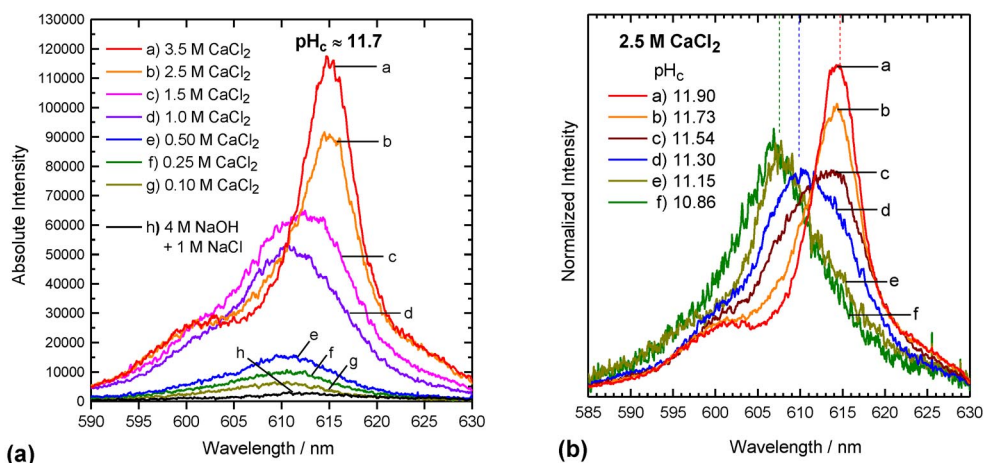 130000
120000
110000
100000
90000
80000
70000
60000
50000
40000
30000
20000
10000
0
Absolute Intensity
pHc ≈ 11.7
a) 3.5 M CaCl2
b) 2.5 M CaCl2
c) 1.5 M CaCl2
d) 1.0 M CaCl2
e) 0.50 M CaCl2
f) 0.25 M CaCl2
g) 0.10 M CaCl2
h) 4 M NaOH
+ 1 M NaCl
a
b
c
d
e
f
g
h
590 595 600 605 610 615 620 625 630
Wavelength / nm
(a)
Normalized Intensity
2.5 M CaCl2
pHc
a) 11.90
b) 11.73
c) 11.54
d) 11.30
e) 11.15
f) 10.86
a
b
c
d
e
f
585 590 595 600 605 610 615 620 625 630
Wavelength / nm
(b)